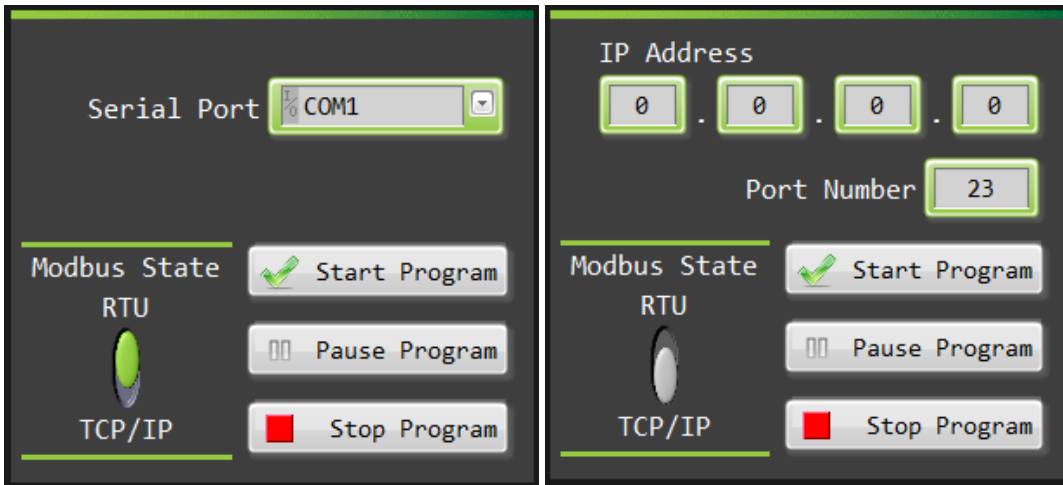 Serial Port I/O COM1
Modbus State
RTU
TCP/IP
Start Program
Pause Program
Stop Program
IP Address
0 . 0 . 0 . 0
Port Number 23
Modbus State
RTU
TCP/IP
Start Program
Pause Program
Stop Program